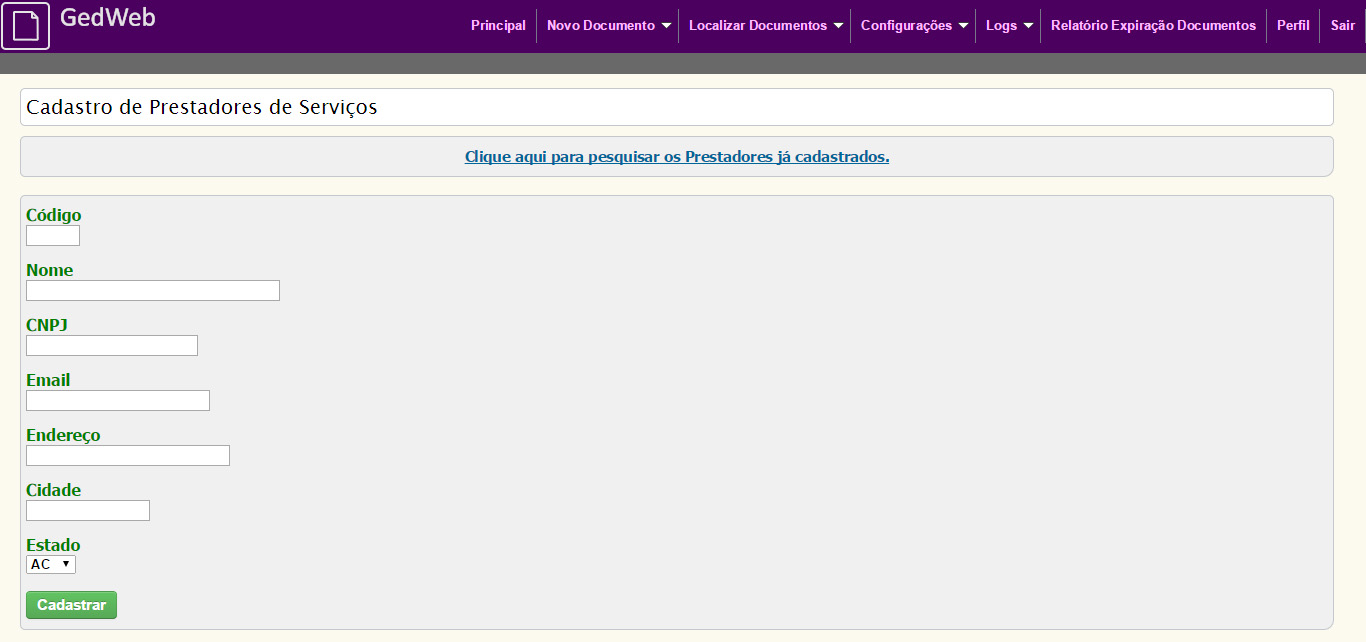 GedWeb
Principal Novo Documento Localizar Documentos Configurações Logs Relatório Expiração Documentos Perfil Sair
Cadastro de Prestadores de Serviços
Clique aqui para pesquisar os Prestadores já cadastrados.
Código
Nome
CNPJ
Email
Endereço
Cidade
Estado
AC
Cadastrar